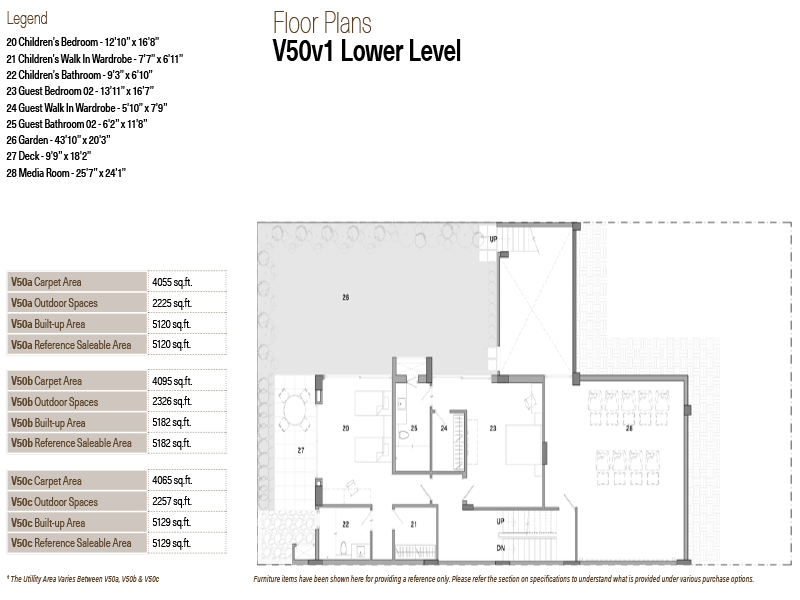 Legend
20 Children's Bedroom - 12'10" x 16'8"
21 Children's Walk In Wardrobe - 7'7" x 6'11"
22 Children's Bathroom - 9'3" x 6'10"
23 Guest Bedroom 02 - 13'11" x 16'7"
24 Guest Walk In Wardrobe - 5'10" x 7'9"
25 Guest Bathroom 02 - 6'2" x 11'8"
26 Garden - 43'10" x 20'3"
27 Deck - 9'9" x 18'2"
28 Media Room - 25'7" x 24'1"
Floor Plans
V50v1 Lower Level
V50a Carpet Area 4055 sq.ft.
V50a Outdoor Spaces 2225 sq.ft.
V50a Built-up Area 5120 sq.ft.
V50a Reference Saleable Area 5120 sq.ft.
V50b Carpet Area 4095 sq.ft.
V50b Outdoor Spaces 2326 sq.ft.
V50b Built-up Area 5182 sq.ft.
V50b Reference Saleable Area 5182 sq.ft.
V50c Carpet Area 4065 sq.ft.
V50c Outdoor Spaces 2257 sq.ft.
V50c Built-up Area 5129 sq.ft.
V50c Reference Saleable Area 5129 sq.ft.
UP
26
20
25
24
23
28
27
22
21
UP
DN
* The Utility Area Varies Between V50a, V50b & V50c
Furniture items have been shown here for providing a reference only. Please refer the section on specifications to understand what is provided under various purchase options.